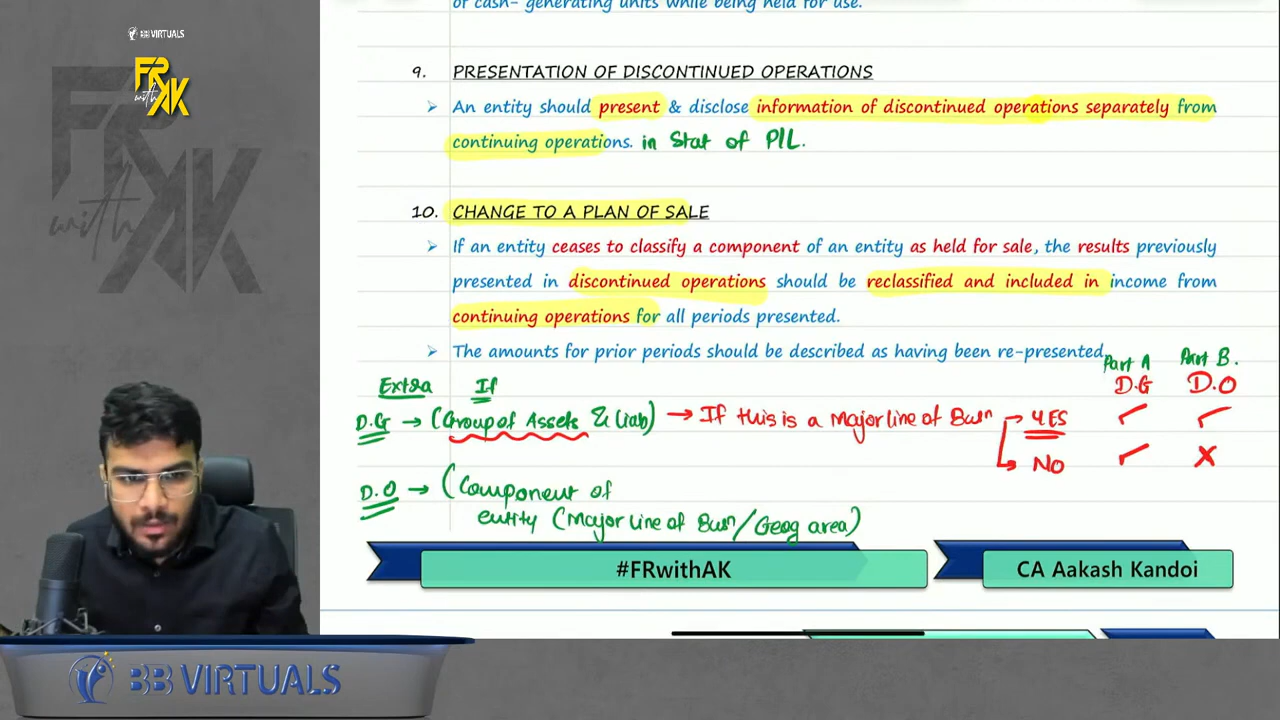 of cash- generating units while being held for use.
BB VIRTUALS
FR
with
AK
9. PRESENTATION OF DISCONTINUED OPERATIONS
➢ An entity should present & disclose information of discontinued operations separately from
continuing operations. in Stat of P/L.
10. CHANGE TO A PLAN OF SALE
➢ If an entity ceases to classify a component of an entity as held for sale, the results previously
presented in discontinued operations should be reclassified and included in income from
continuing operations for all periods presented.
➢ The amounts for prior periods should be described as having been re-presented.
Part A Part B.
Extra If D.G D.O
D.G → (Group of Assets & Liab) → If this is a Major line of Busn → YES ✓ ✓
→ NO ✓ X
D.O → (Component of
entity (Major line of Busn/Geog area)
#FRwithAK
CA Aakash Kandoi
BB VIRTUALS